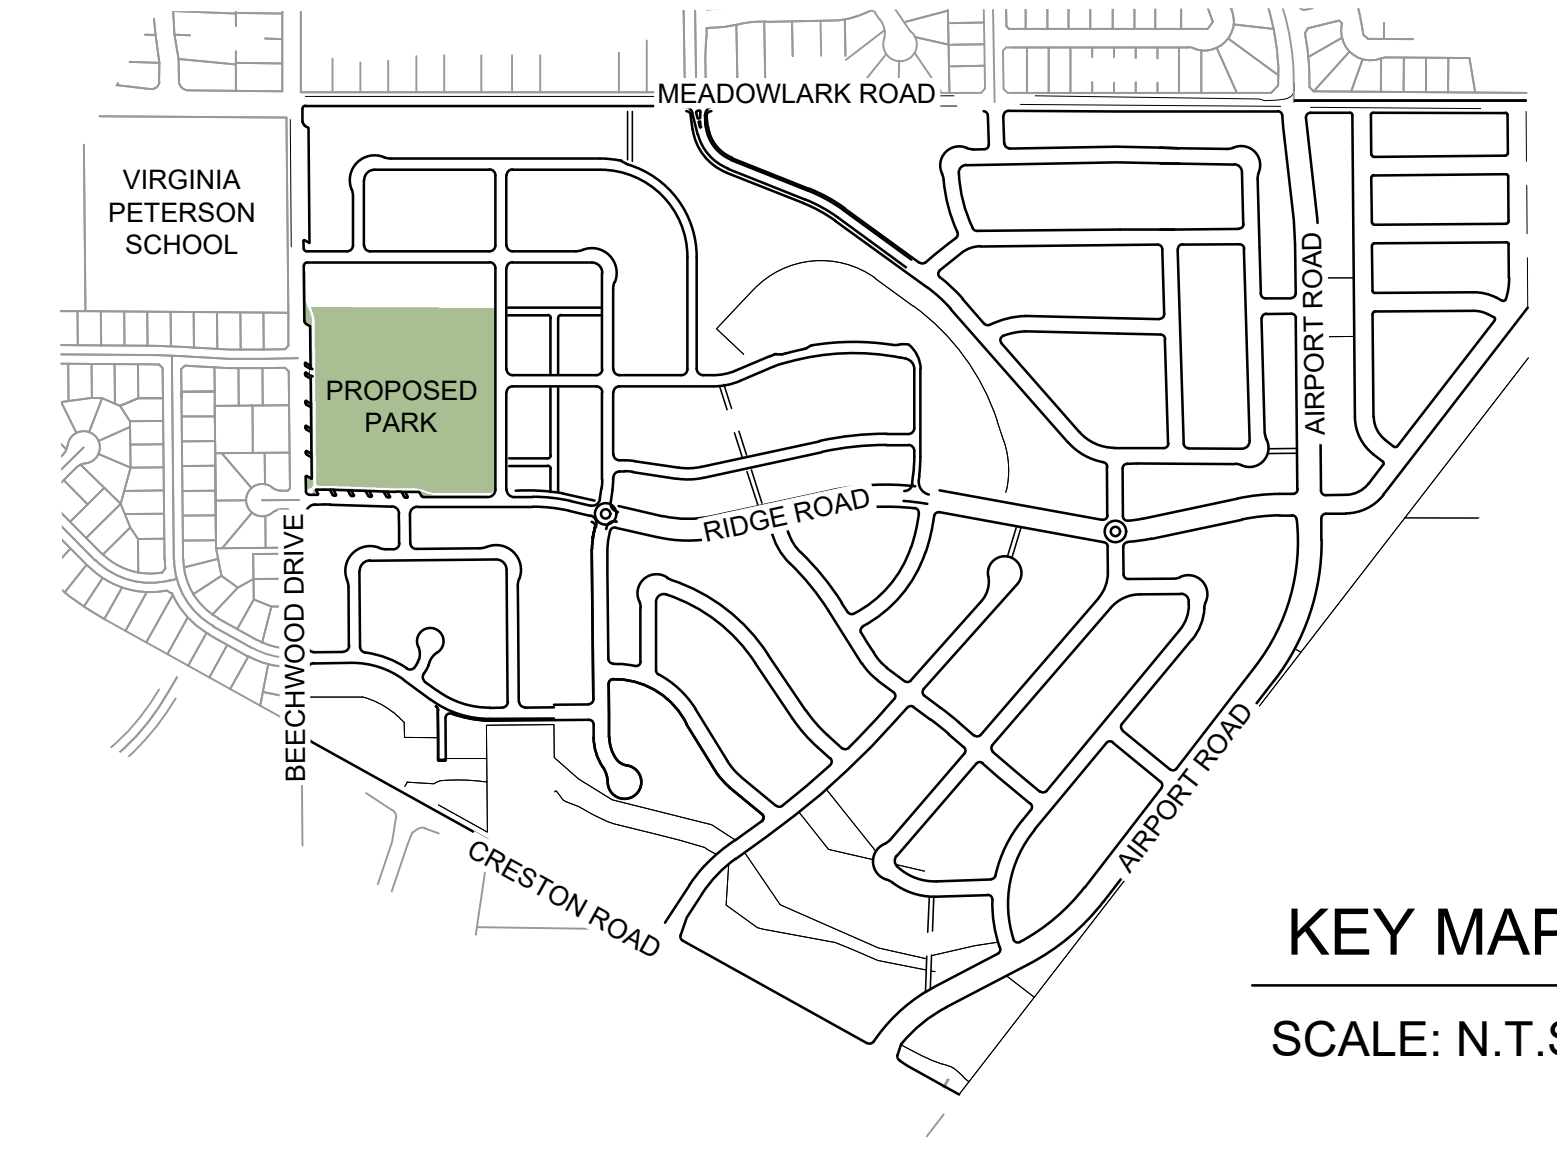 MEADOWLARK ROAD
VIRGINIA
PETERSON
SCHOOL
AIRPORT ROAD
PROPOSED
PARK
RIDGE ROAD
BEECHWOOD DRIVE
AIRPORT ROAD
CRESTON ROAD
KEY MAP
SCALE: N.T.S